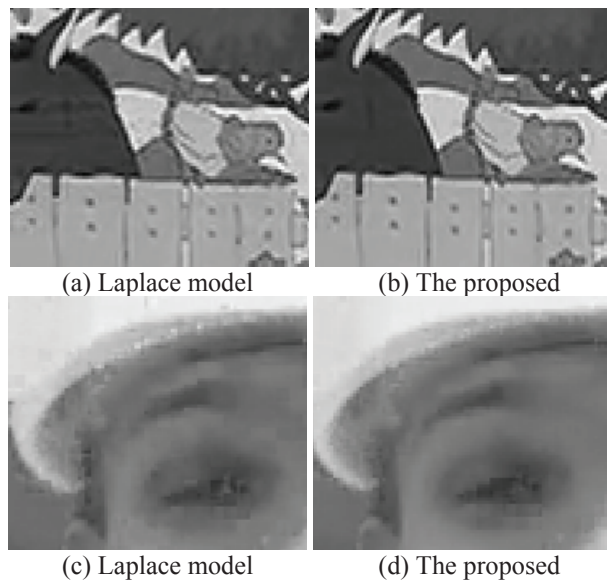 (a) Laplace model
(b) The proposed
(c) Laplace model
(d) The proposed